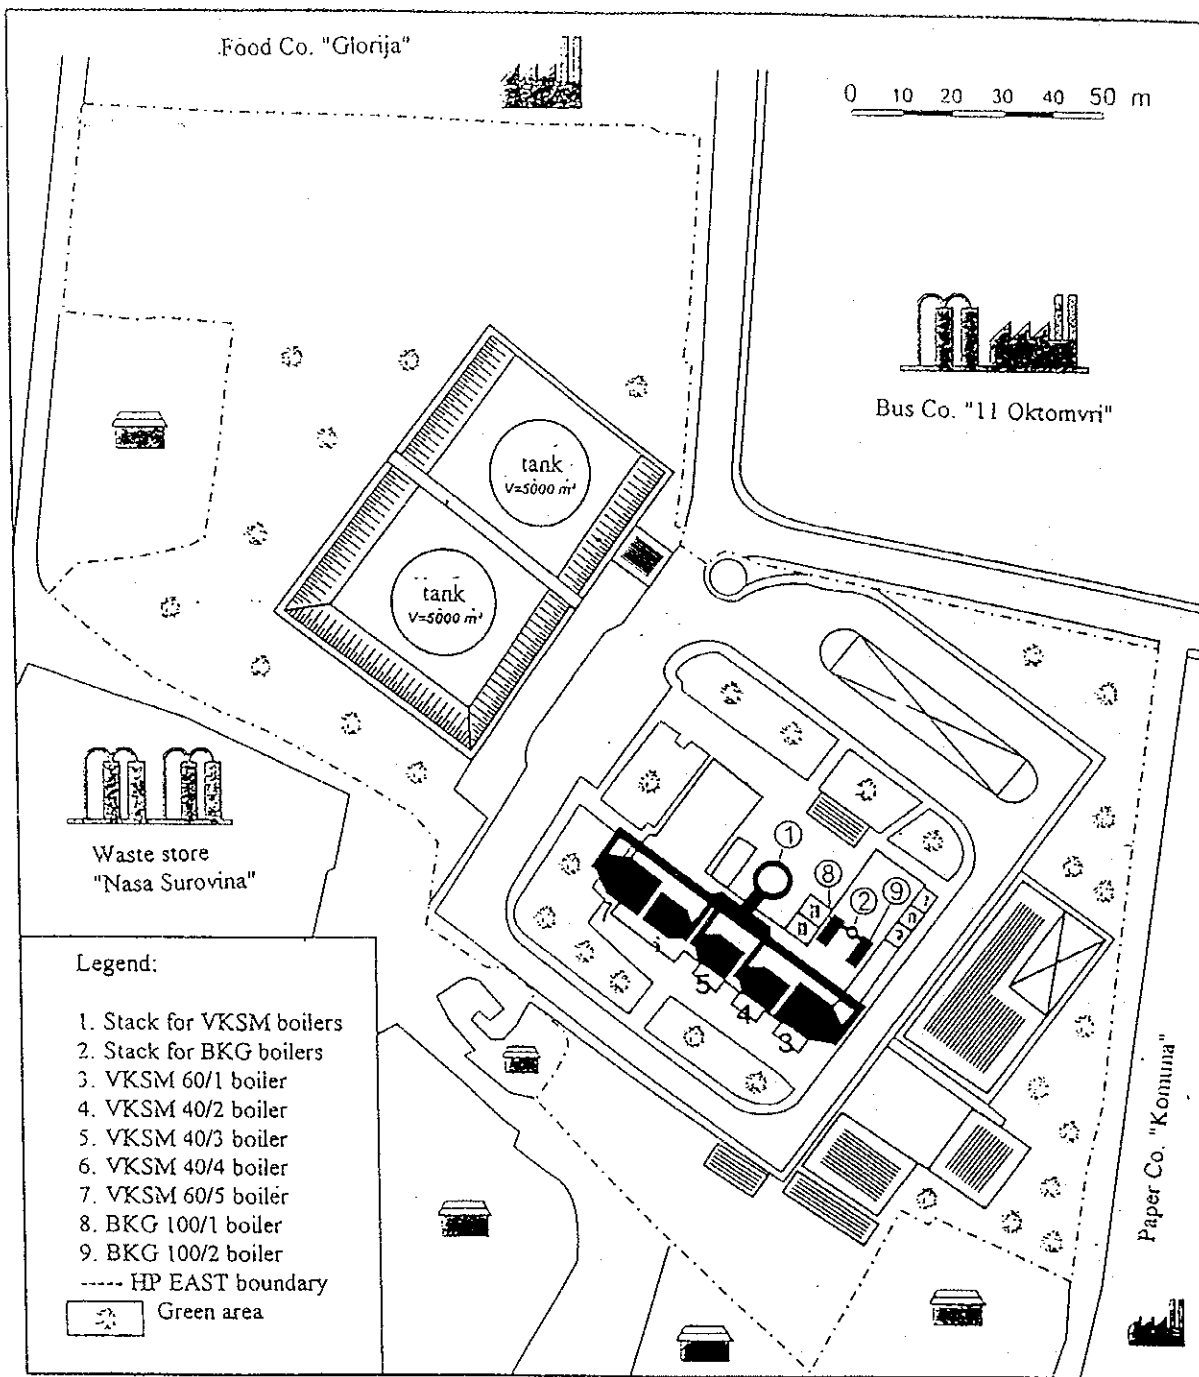 Food Co. "Glorija"
0 10 20 30 40 50 m
Bus Co. "11 Oktomvri"
tank
V=5000 m³
tank
V=5000 m³
1
8
2
9
5
4
3
Waste store
"Nasa Surovina"
Paper Co. "Komuna"
Legend:
1. Stack for VKSM boilers
2. Stack for BKG boilers
3. VKSM 60/1 boiler
4. VKSM 40/2 boiler
5. VKSM 40/3 boiler
6. VKSM 40/4 boiler
7. VKSM 60/5 boiler
8. BKG 100/1 boiler
9. BKG 100/2 boiler
----- HP EAST boundary
Green area